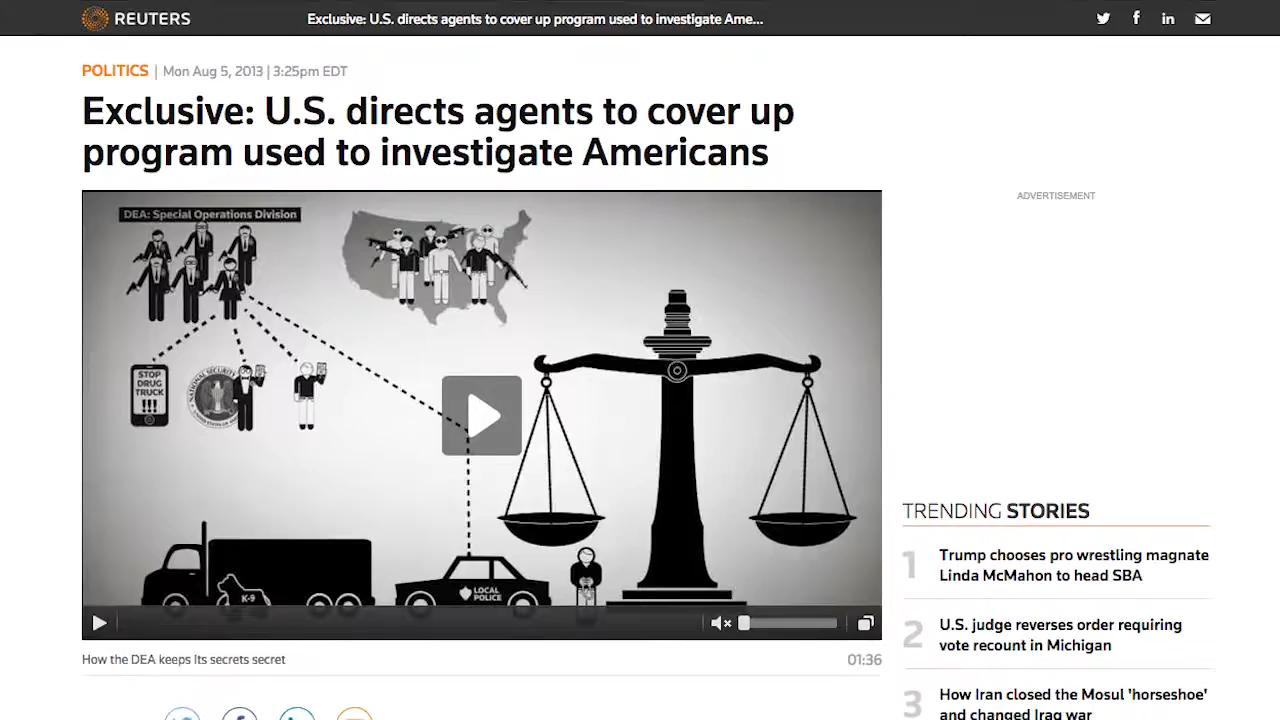 REUTERS
Exclusive: U.S. directs agents to cover up program used to investigate Ame...
POLITICS | Mon Aug 5, 2013 | 3:25pm EDT
Exclusive: U.S. directs agents to cover up
program used to investigate Americans
ADVERTISEMENT
DEA: Special Operations Division
STOP
DRUG
TRUCK
!!!
NATIONAL SECURITY
K-9
LOCAL
POLICE
How the DEA keeps its secrets secret
01:36
TRENDING STORIES
1
Trump chooses pro wrestling magnate
Linda McMahon to head SBA
2
U.S. judge reverses order requiring
vote recount in Michigan
3
How Iran closed the Mosul 'horseshoe'
and changed Iraq war